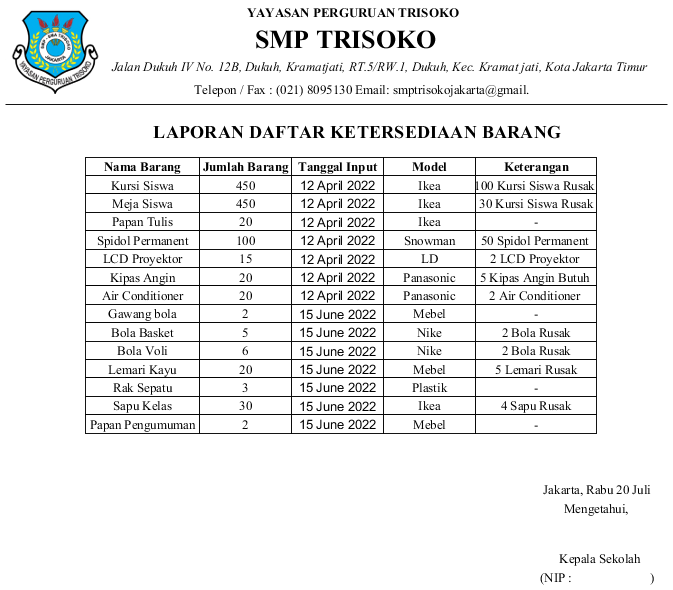 YAYASAN PERGURUAN TRISOKO
SMP TRISOKO
Jalan Dukuh IV No. 12B, Dukuh, Kramatjati, RT.5/RW.1, Dukuh, Kec. Kramat jati, Kota Jakarta Timur
Telepon / Fax : (021) 8095130 Email: smptrisokojakarta@gmail.
SMP - SMA TRISOKO
JAKARTA
YAYASAN PERGURUAN TRISOKO
LAPORAN DAFTAR KETERSEDIAAN BARANG
Nama Barang Jumlah Barang Tanggal Input Model Keterangan
Kursi Siswa 450 12 April 2022 Ikea 100 Kursi Siswa Rusak
Meja Siswa 450 12 April 2022 Ikea 30 Kursi Siswa Rusak
Papan Tulis 20 12 April 2022 Ikea -
Spidol Permanent 100 12 April 2022 Snowman 50 Spidol Permanent
LCD Proyektor 15 12 April 2022 LD 2 LCD Proyektor
Kipas Angin 20 12 April 2022 Panasonic 5 Kipas Angin Butuh
Air Conditioner 20 12 April 2022 Panasonic 2 Air Conditioner
Gawang bola 2 15 June 2022 Mebel -
Bola Basket 5 15 June 2022 Nike 2 Bola Rusak
Bola Voli 6 15 June 2022 Nike 2 Bola Rusak
Lemari Kayu 20 15 June 2022 Mebel 5 Lemari Rusak
Rak Sepatu 3 15 June 2022 Plastik -
Sapu Kelas 30 15 June 2022 Ikea 4 Sapu Rusak
Papan Pengumuman 2 15 June 2022 Mebel -
Jakarta, Rabu 20 Juli
Mengetahui,
Kepala Sekolah
(NIP : )